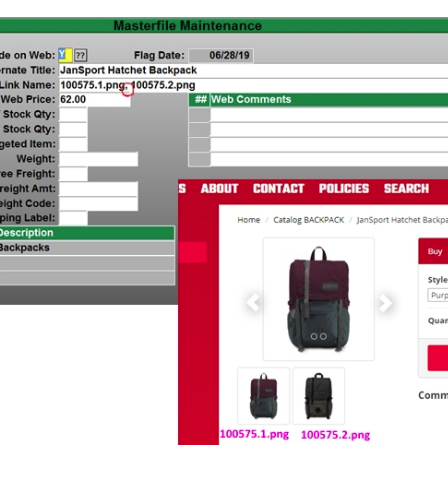 Masterfile Maintenance
de on Web: Y ?? Flag Date: 06/28/19
rnate Title: JanSport Hatchet Backpack
Link Name: 100575.1.png, 100575.2.png
Web Price: 62.00 ## Web Comments
Stock Qty:
Stock Qty:
geted Item:
Weight:
ree Freight:
reight Amt:
eight Code:
ping Label:
Description
Backpacks
S ABOUT CONTACT POLICIES SEARCH
Home / Catalog BACKPACK / JanSport Hatchet Backpa
Buy
Style
Purp
Quan
Comm
100575.1.png 100575.2.png